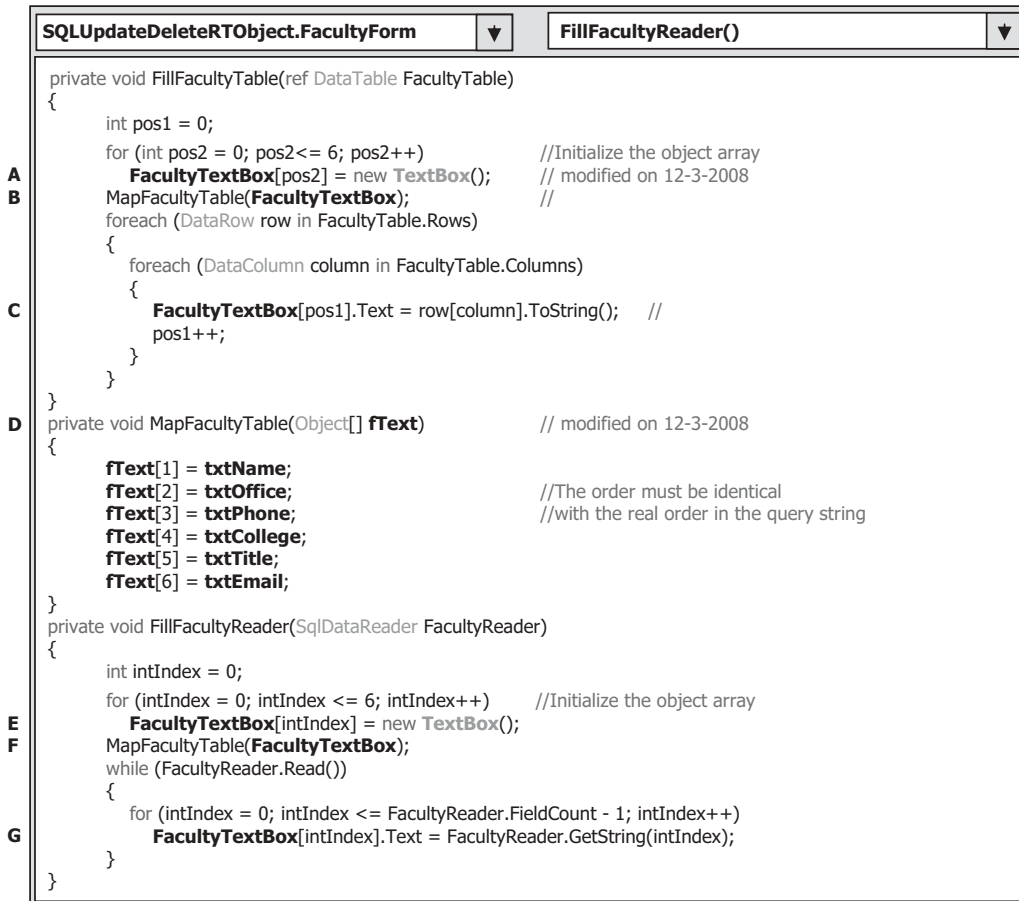 SQLUpdateDeleteRTObject.FacultyForm FillFacultyReader()
private void FillFacultyTable(ref DataTable FacultyTable)
{
int pos1 = 0;
for (int pos2 = 0; pos2<= 6; pos2++) //Initialize the object array
A FacultyTextBox[pos2] = new TextBox(); // modified on 12-3-2008
B MapFacultyTable(FacultyTextBox); //
foreach (DataRow row in FacultyTable.Rows)
{
foreach (DataColumn column in FacultyTable.Columns)
{
C FacultyTextBox[pos1].Text = row[column].ToString(); //
pos1++;
}
}
}
D private void MapFacultyTable(Object[] fText) // modified on 12-3-2008
{
fText[1] = txtName;
fText[2] = txtOffice; //The order must be identical
fText[3] = txtPhone; //with the real order in the query string
fText[4] = txtCollege;
fText[5] = txtTitle;
fText[6] = txtEmail;
}
private void FillFacultyReader(SqlDataReader FacultyReader)
{
int intIndex = 0;
for (intIndex = 0; intIndex <= 6; intIndex++) //Initialize the object array
E FacultyTextBox[intIndex] = new TextBox();
F MapFacultyTable(FacultyTextBox);
while (FacultyReader.Read())
{
for (intIndex = 0; intIndex <= FacultyReader.FieldCount - 1; intIndex++)
G FacultyTextBox[intIndex].Text = FacultyReader.GetString(intIndex);
}
}